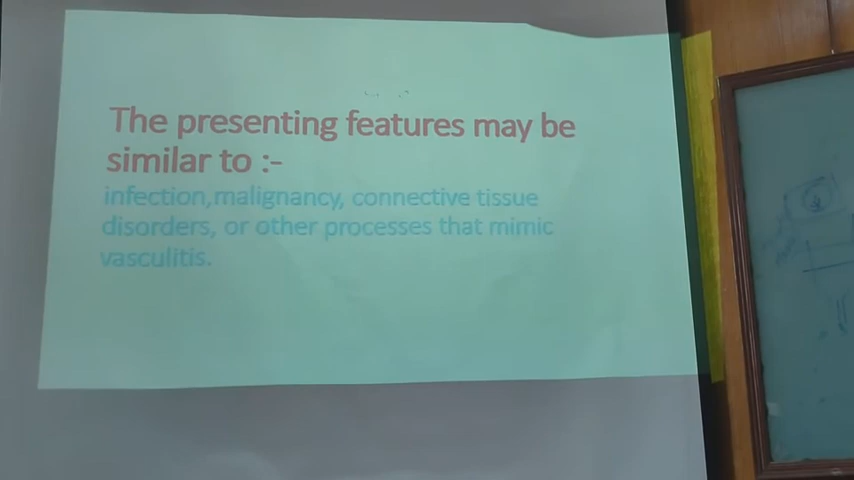 The presenting features may be
similar to :-
infection,malignancy, connective tissue
disorders, or other processes that mimic
vasculitis.